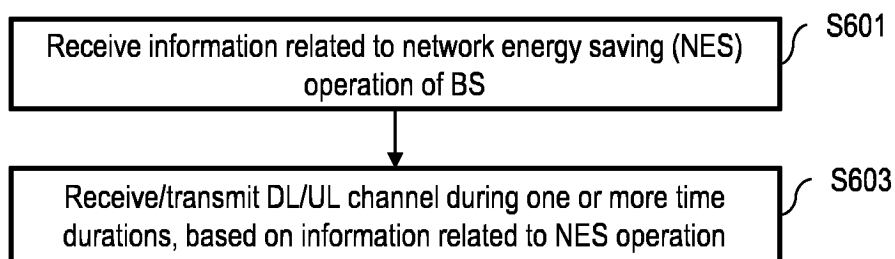 Receive information related to network energy saving (NES)
operation of BS
S601
Receive/transmit DL/UL channel during one or more time
durations, based on information related to NES operation
S603